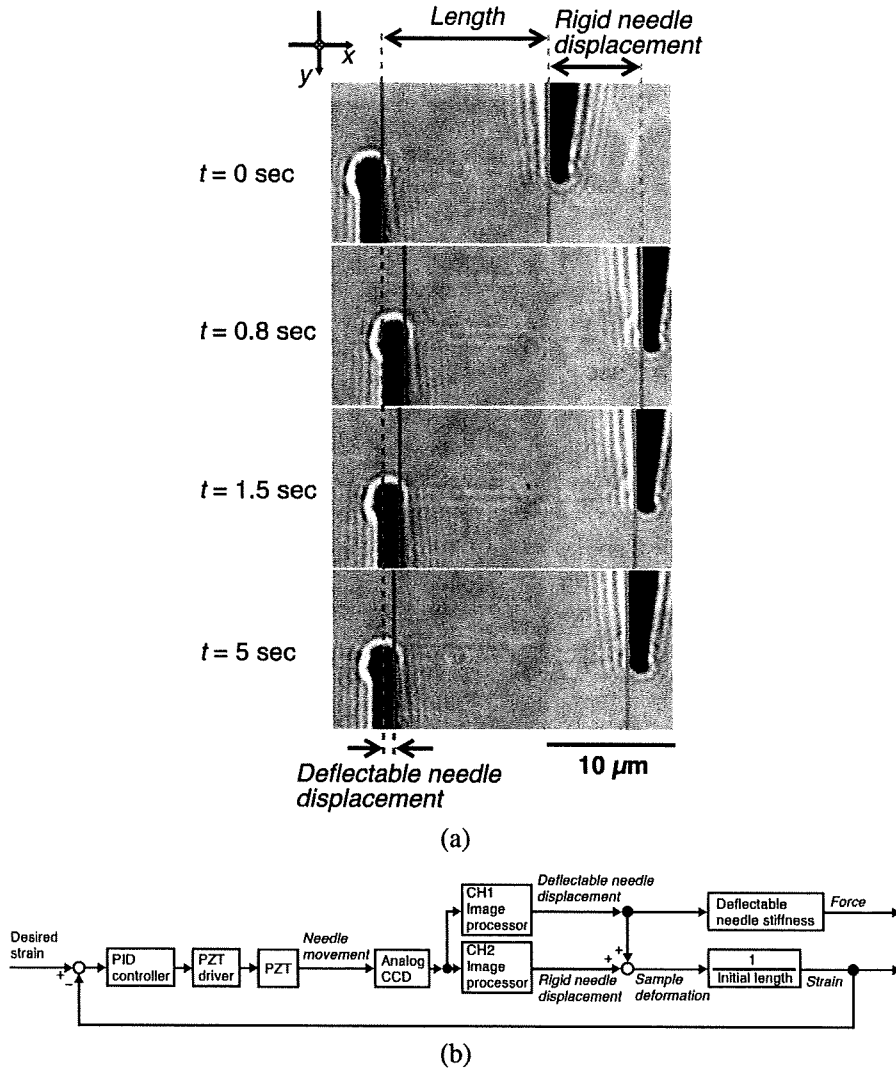 Length
Rigid needle
displacement
x
y
t = 0 sec
t = 0.8 sec
t = 1.5 sec
t = 5 sec
Deflectable needle
displacement
10 µm
(a)
Desired
strain
+
−
PID
controller
PZT
driver
PZT
Needle
movement
Analog
CCD
CH1
Image
processor
CH2
Image
processor
Deflectable needle
displacement
Rigid needle
displacement
+
+
Sample
deformation
Deflectable
needle stiffness
Force
1
Initial length
Strain
(b)